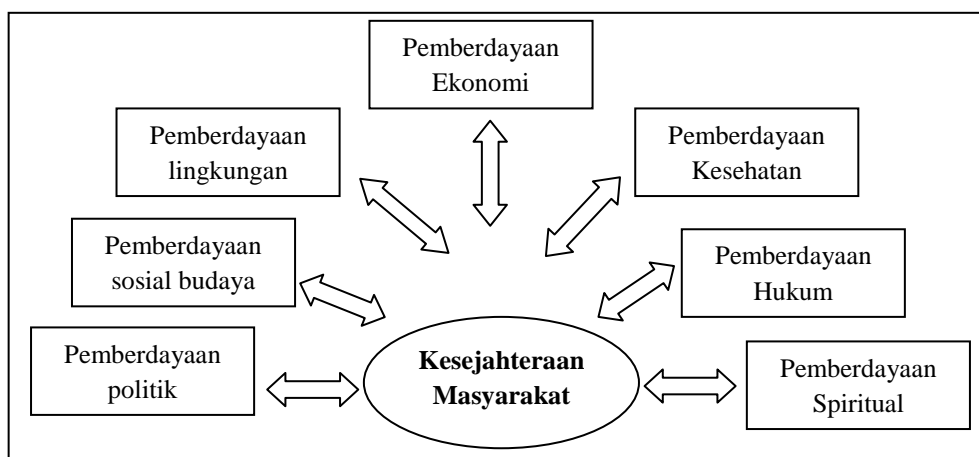 Pemberdayaan
Ekonomi
Pemberdayaan
lingkungan
Pemberdayaan
Kesehatan
Pemberdayaan
sosial budaya
Pemberdayaan
Hukum
Pemberdayaan
politik
Kesejahteraan
Masyarakat
Pemberdayaan
Spiritual